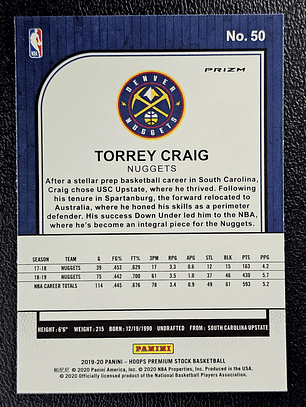 No. 50
PRIZM
DENVER
NUGGETS
TORREY CRAIG
NUGGETS
After a stellar prep basketball career in South Carolina,
Craig chose USC Upstate, where he thrived. Following
his tenure in Spartanburg, the forward relocated to
Australia, where he honed his skills as a perimeter
defender. His success Down Under led him to the NBA,
where he's become an integral piece for the Nuggets.
SEASON TEAM G FG% FT% 3PM RPG APG STL BLK PTS PPG
17-18 NUGGETS 39 .453 .629 17 3.3 0.6 12 15 163 4.2
18-19 NUGGETS 75 .442 .700 61 3.5 1.0 37 46 430 5.7
NBA CAREER TOTALS 114 .445 .676 78 3.4 0.9 49 61 593 5.2
HEIGHT: 6'6" WEIGHT: 215 BORN: 12/19/1990 UNDRAFTED FROM: SOUTH CAROLINA UPSTATE
PANINI
2019-20 PANINI – HOOPS PREMIUM STOCK BASKETBALL
帕尼尼 © 2020 Panini America, Inc. © 2020 NBA Properties, Inc. Produced in the USA.
© 2020 Officially licensed product of the National Basketball Players Association.